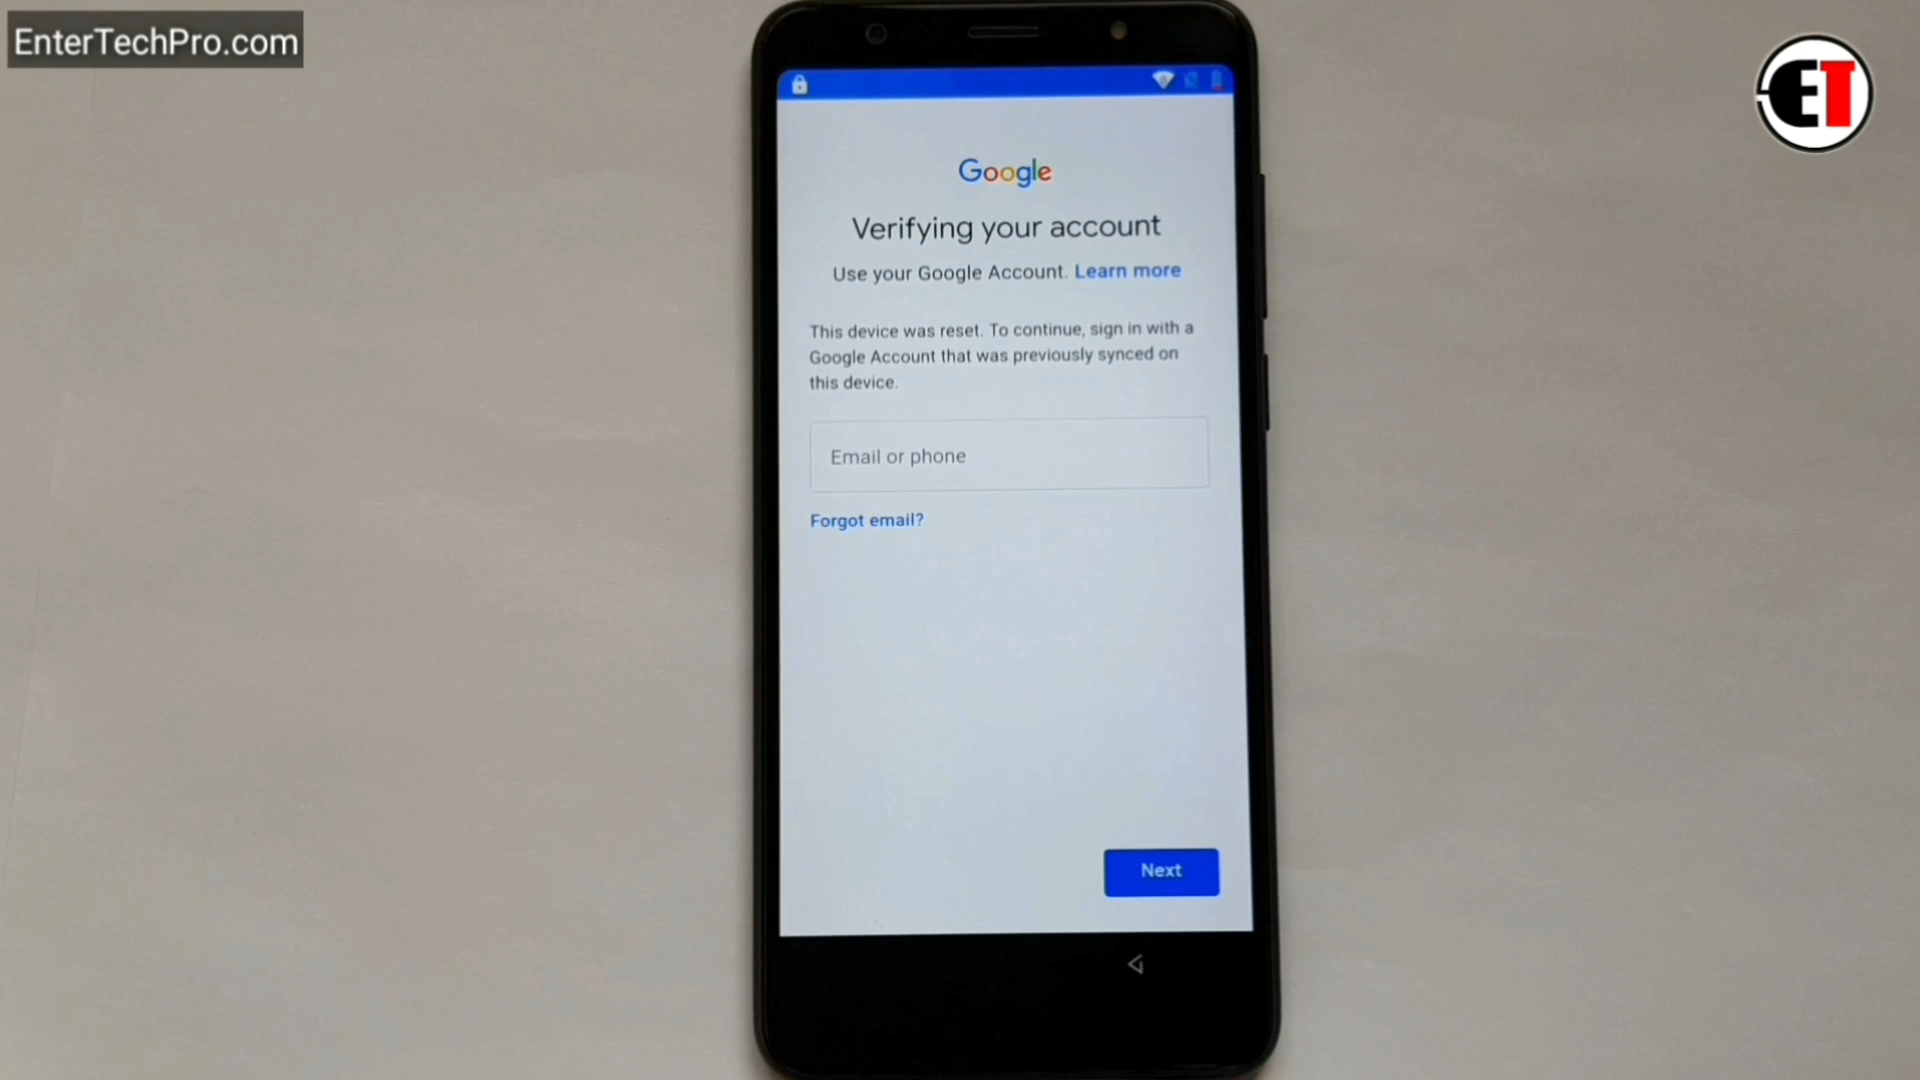 EnterTechPro.com
ET
Google
Verifying your account
Use your Google Account. Learn more
This device was reset. To continue, sign in with a
Google Account that was previously synced on
this device.
Email or phone
Forgot email?
Next